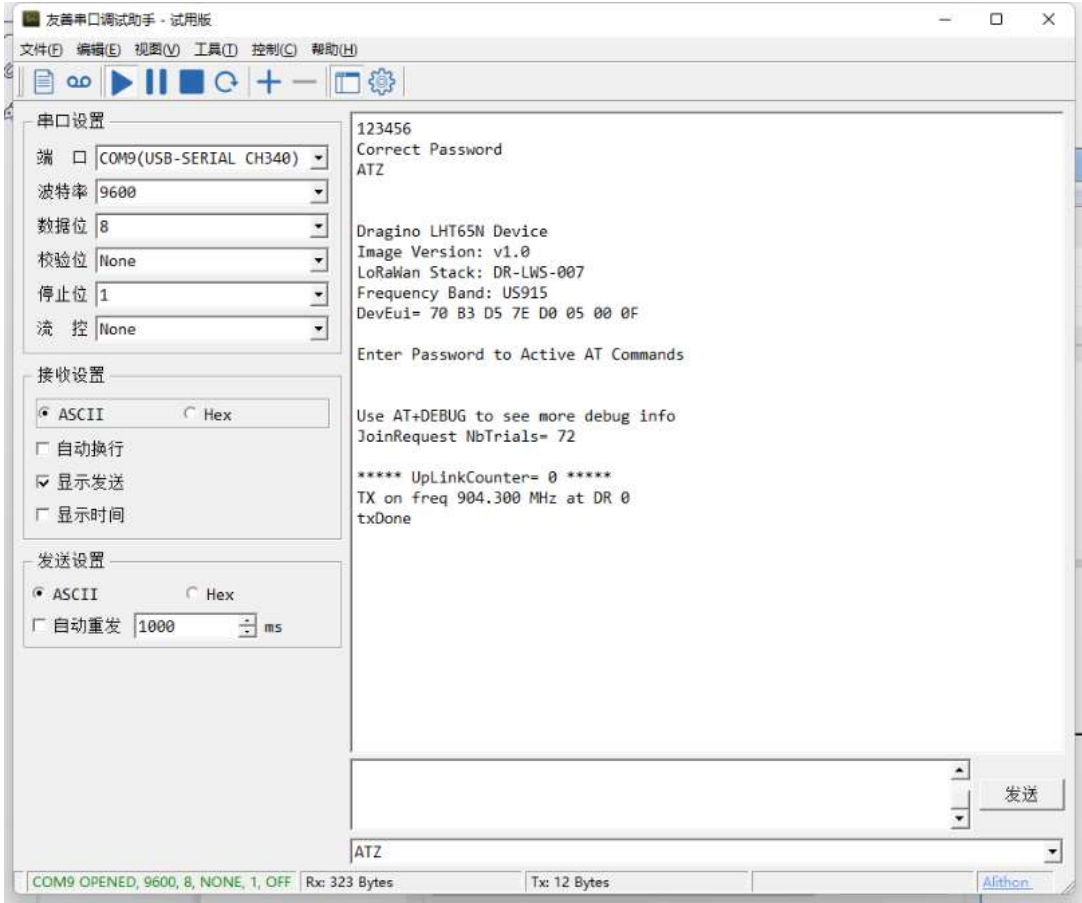 友善串口调试助手 - 试用版
文件(F) 编辑(E) 视图(V) 工具(T) 控制(C) 帮助(H)
串口设置
端 口 COM9(USB-SERIAL CH340)
波特率 9600
数据位 8
校验位 None
停止位 1
流 控 None
接收设置
ASCII Hex
自动换行
显示发送
显示时间
发送设置
ASCII Hex
自动重发 1000 ms
123456
Correct Password
ATZ
Dragino LHT65N Device
Image Version: v1.0
LoRaWan Stack: DR-LWS-007
Frequency Band: US915
DevEui= 70 B3 D5 7E D0 05 00 0F
Enter Password to Active AT Commands
Use AT+DEBUG to see more debug info
JoinRequest NbTrials= 72
***** UpLinkCounter= 0 *****
TX on freq 904.300 MHz at DR 0
txDone
发送
ATZ
COM9 OPENED, 9600, 8, NONE, 1, OFF Rx: 323 Bytes Tx: 12 Bytes Alithon